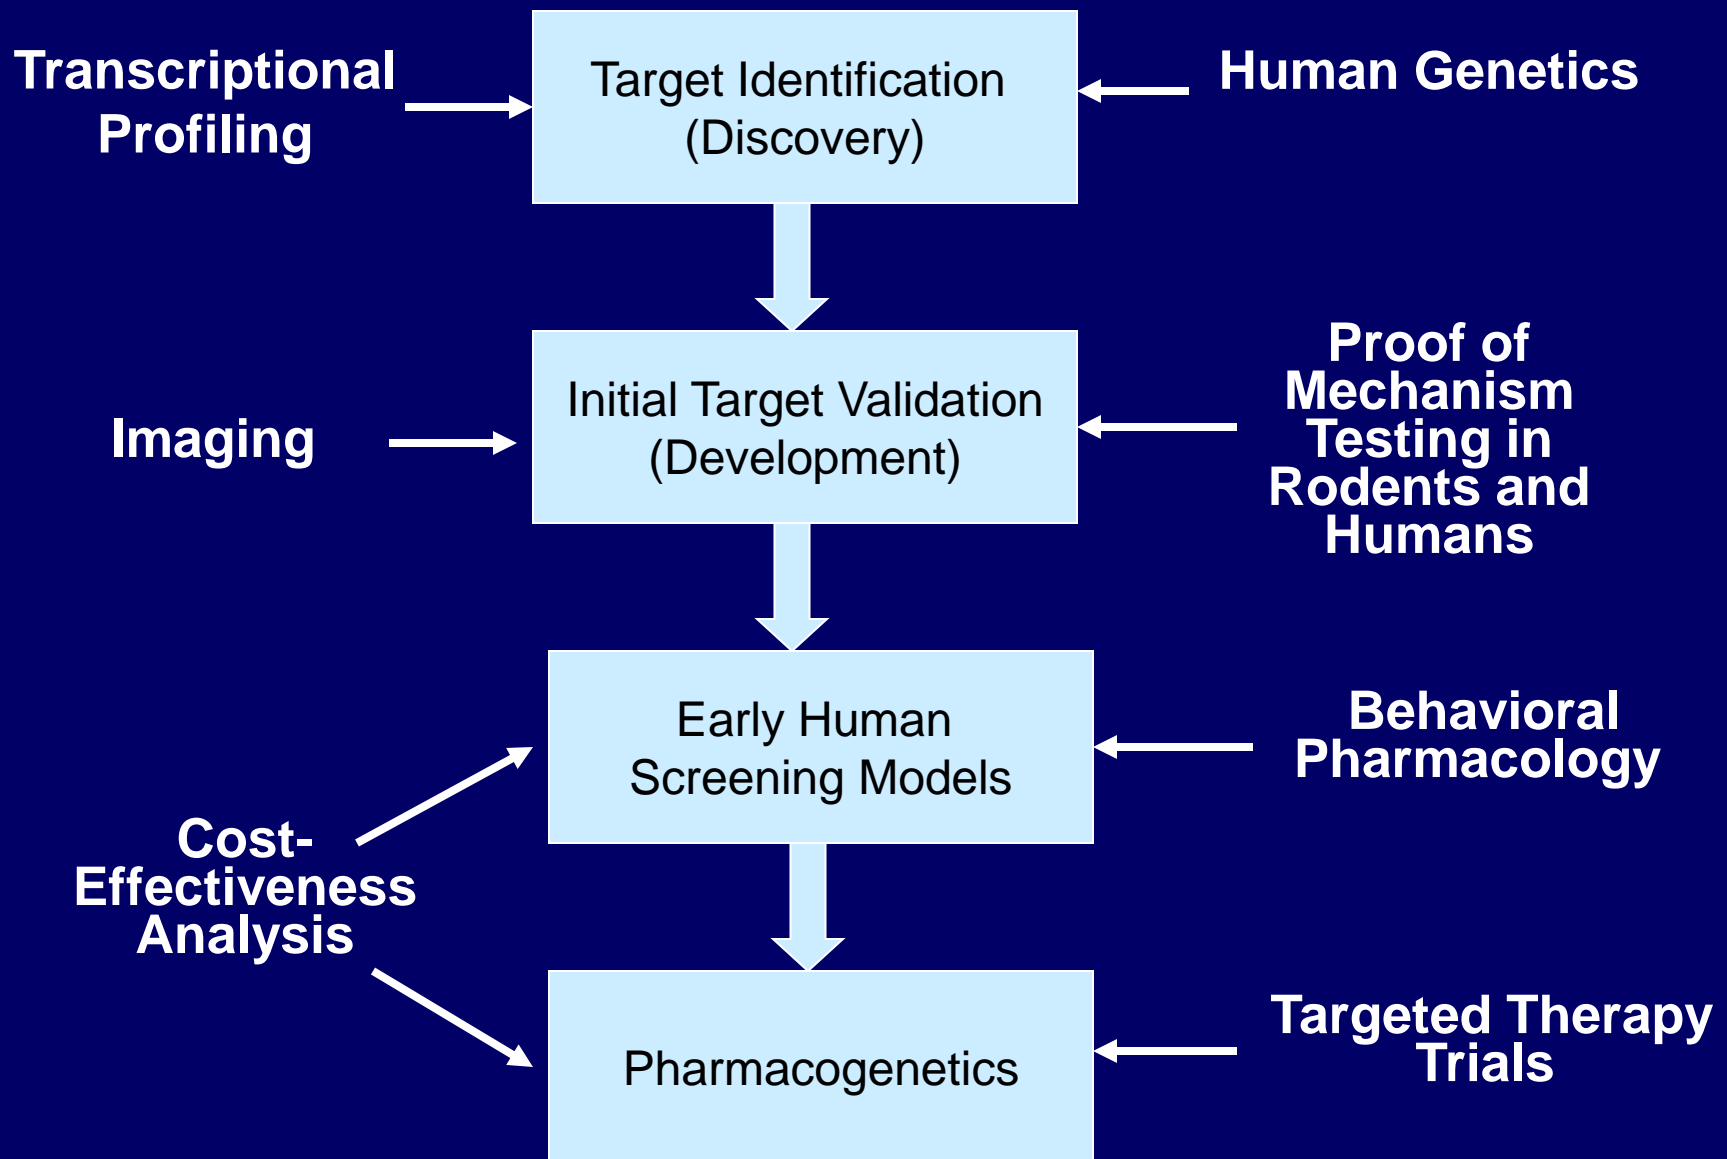 Transcriptional
Profiling
Target Identification
(Discovery)
Human Genetics
Imaging
Initial Target Validation
(Development)
Proof of
Mechanism
Testing in
Rodents and
Humans
Early Human
Screening Models
Behavioral
Pharmacology
Cost-
Effectiveness
Analysis
Pharmacogenetics
Targeted Therapy
Trials